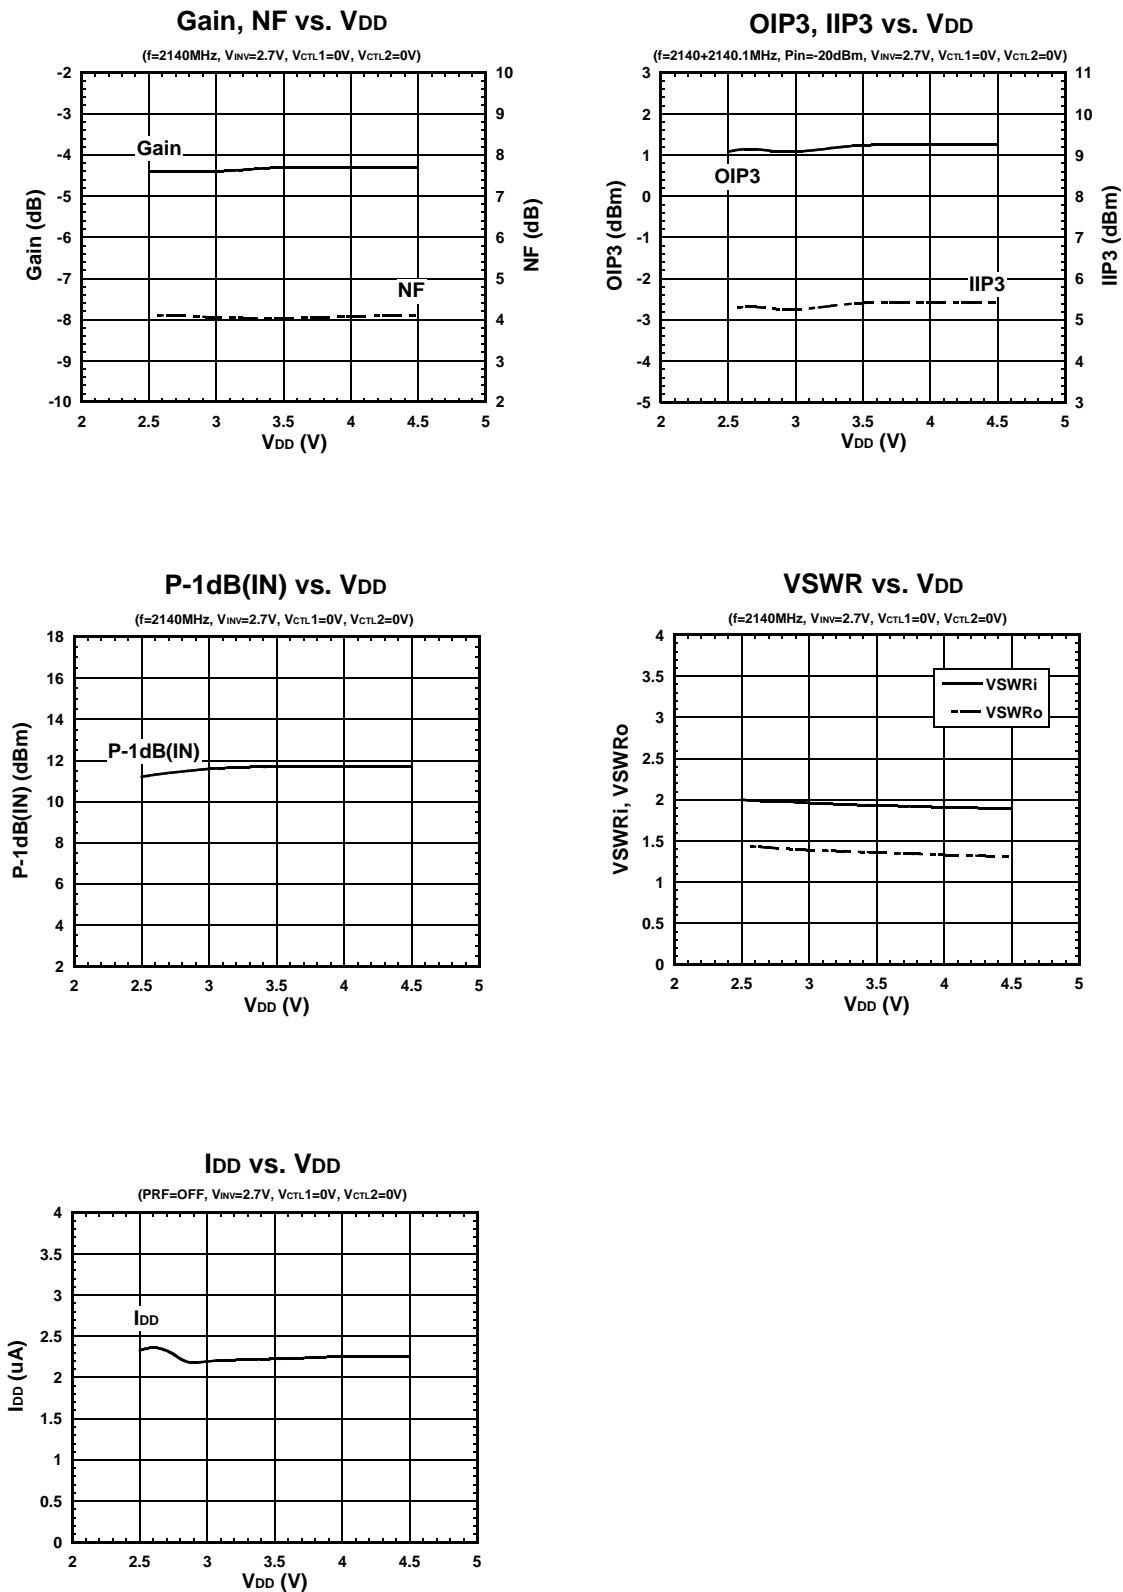 Gain, NF vs. VDD
(f=2140MHz, VINV=2.7V, VCTL1=0V, VCTL2=0V)
-2
-3
-4
-5
-6
-7
-8
-9
-10
Gain (dB)
10
9
8
7
6
5
4
3
2
NF (dB)
Gain
NF
2 2.5 3 3.5 4 4.5 5
VDD (V)
OIP3, IIP3 vs. VDD
(f=2140+2140.1MHz, Pin=-20dBm, VINV=2.7V, VCTL1=0V, VCTL2=0V)
3
2
1
0
-1
-2
-3
-4
-5
OIP3 (dBm)
11
10
9
8
7
6
5
4
3
IIP3 (dBm)
OIP3
IIP3
2 2.5 3 3.5 4 4.5 5
VDD (V)
P-1dB(IN) vs. VDD
(f=2140MHz, VINV=2.7V, VCTL1=0V, VCTL2=0V)
18
16
14
12
10
8
6
4
2
P-1dB(IN) (dBm)
P-1dB(IN)
2 2.5 3 3.5 4 4.5 5
VDD (V)
VSWR vs. VDD
(f=2140MHz, VINV=2.7V, VCTL1=0V, VCTL2=0V)
4
3.5
3
2.5
2
1.5
1
0.5
0
VSWRi, VSWRo
VSWRi
VSWRo
2 2.5 3 3.5 4 4.5 5
VDD (V)
IDD vs. VDD
(PRF=OFF, VINV=2.7V, VCTL1=0V, VCTL2=0V)
4
3.5
3
2.5
2
1.5
1
0.5
0
IDD (uA)
IDD
2 2.5 3 3.5 4 4.5 5
VDD (V)